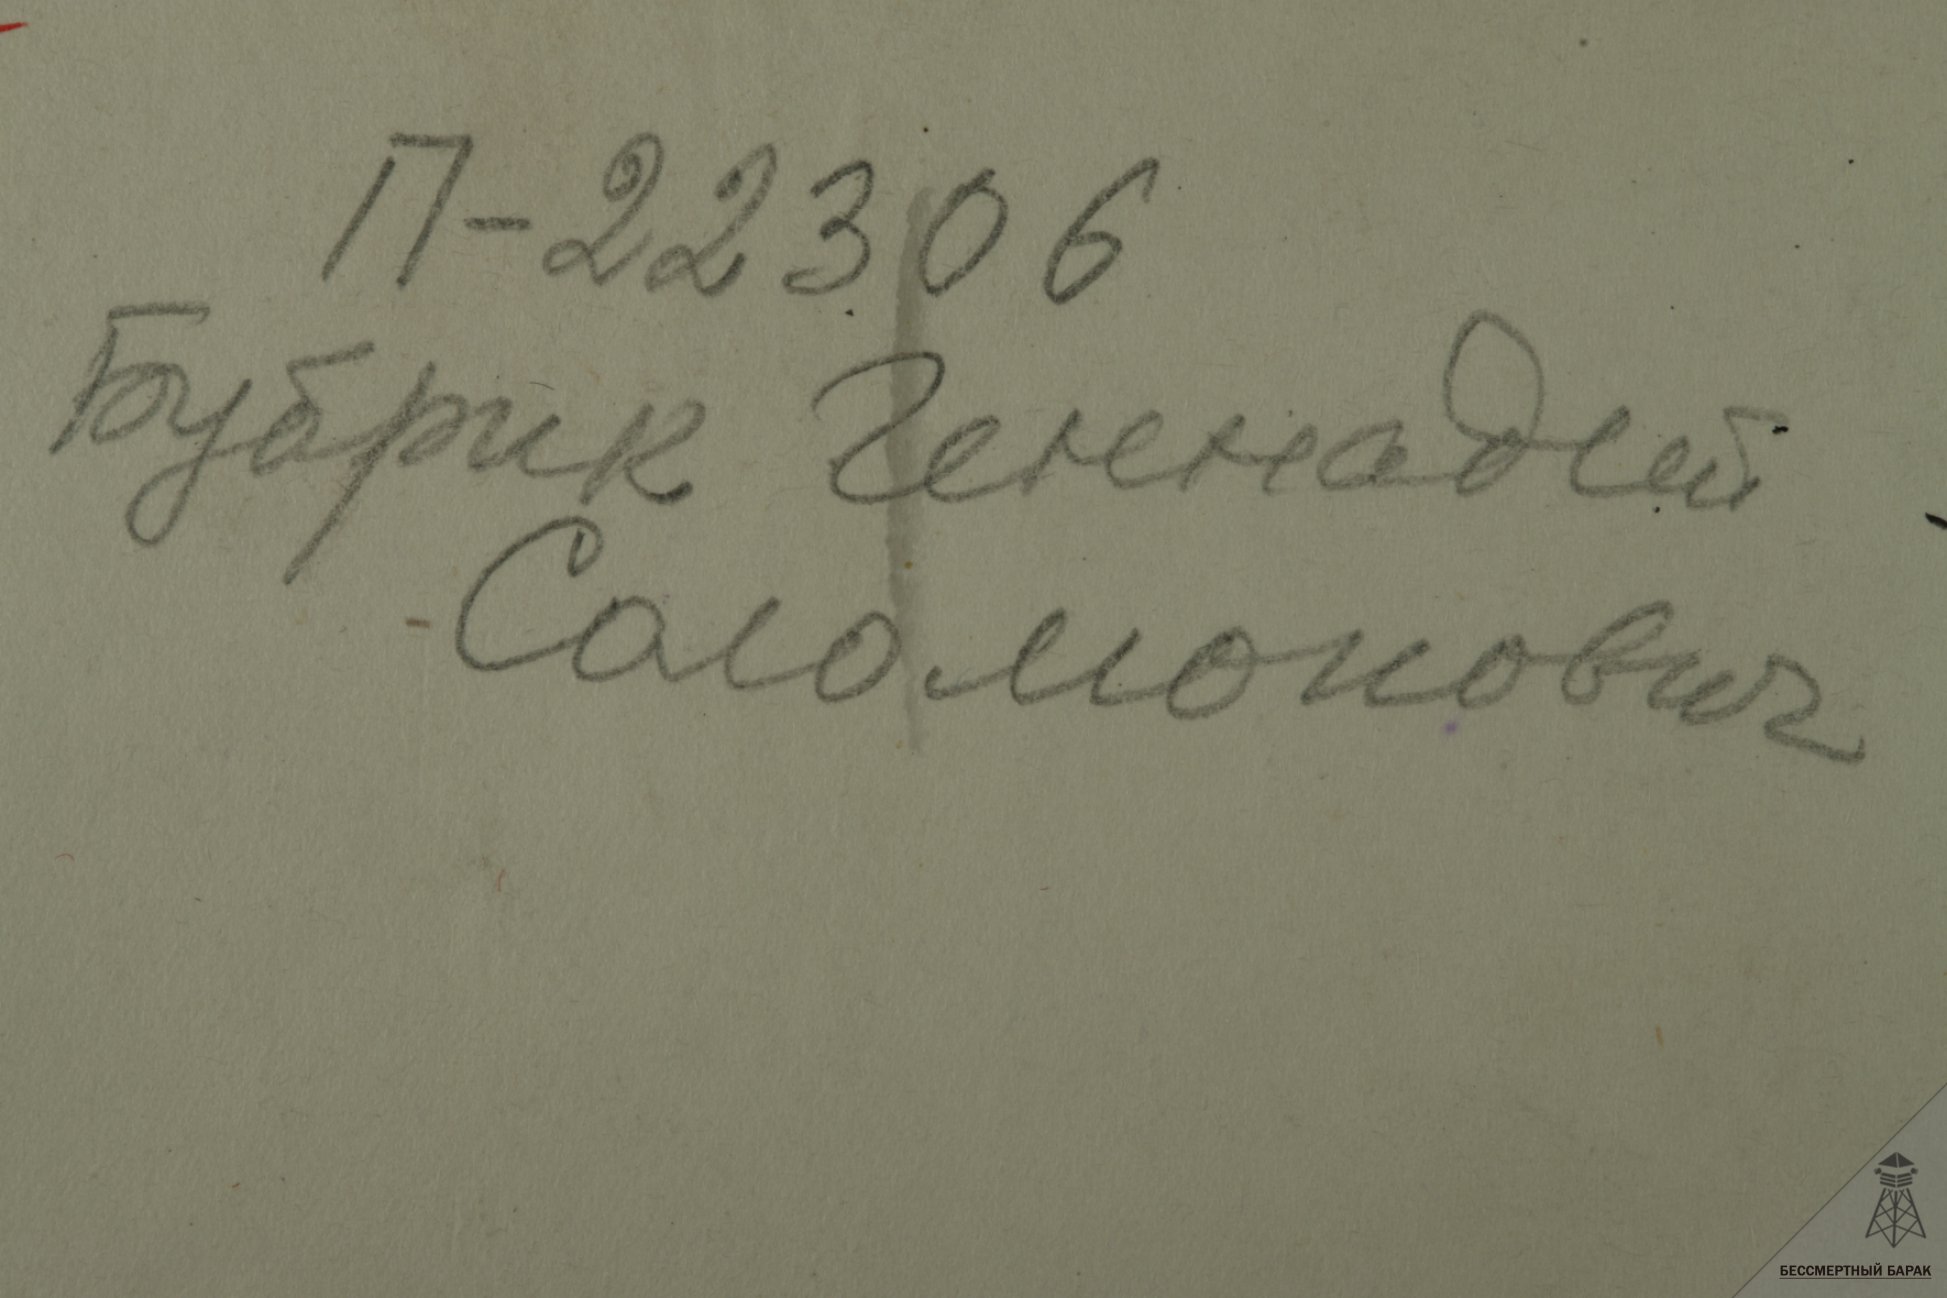 П-22306
Бубрик Геннадий
Соломонович
БЕССМЕРТНЫЙ БАРАК